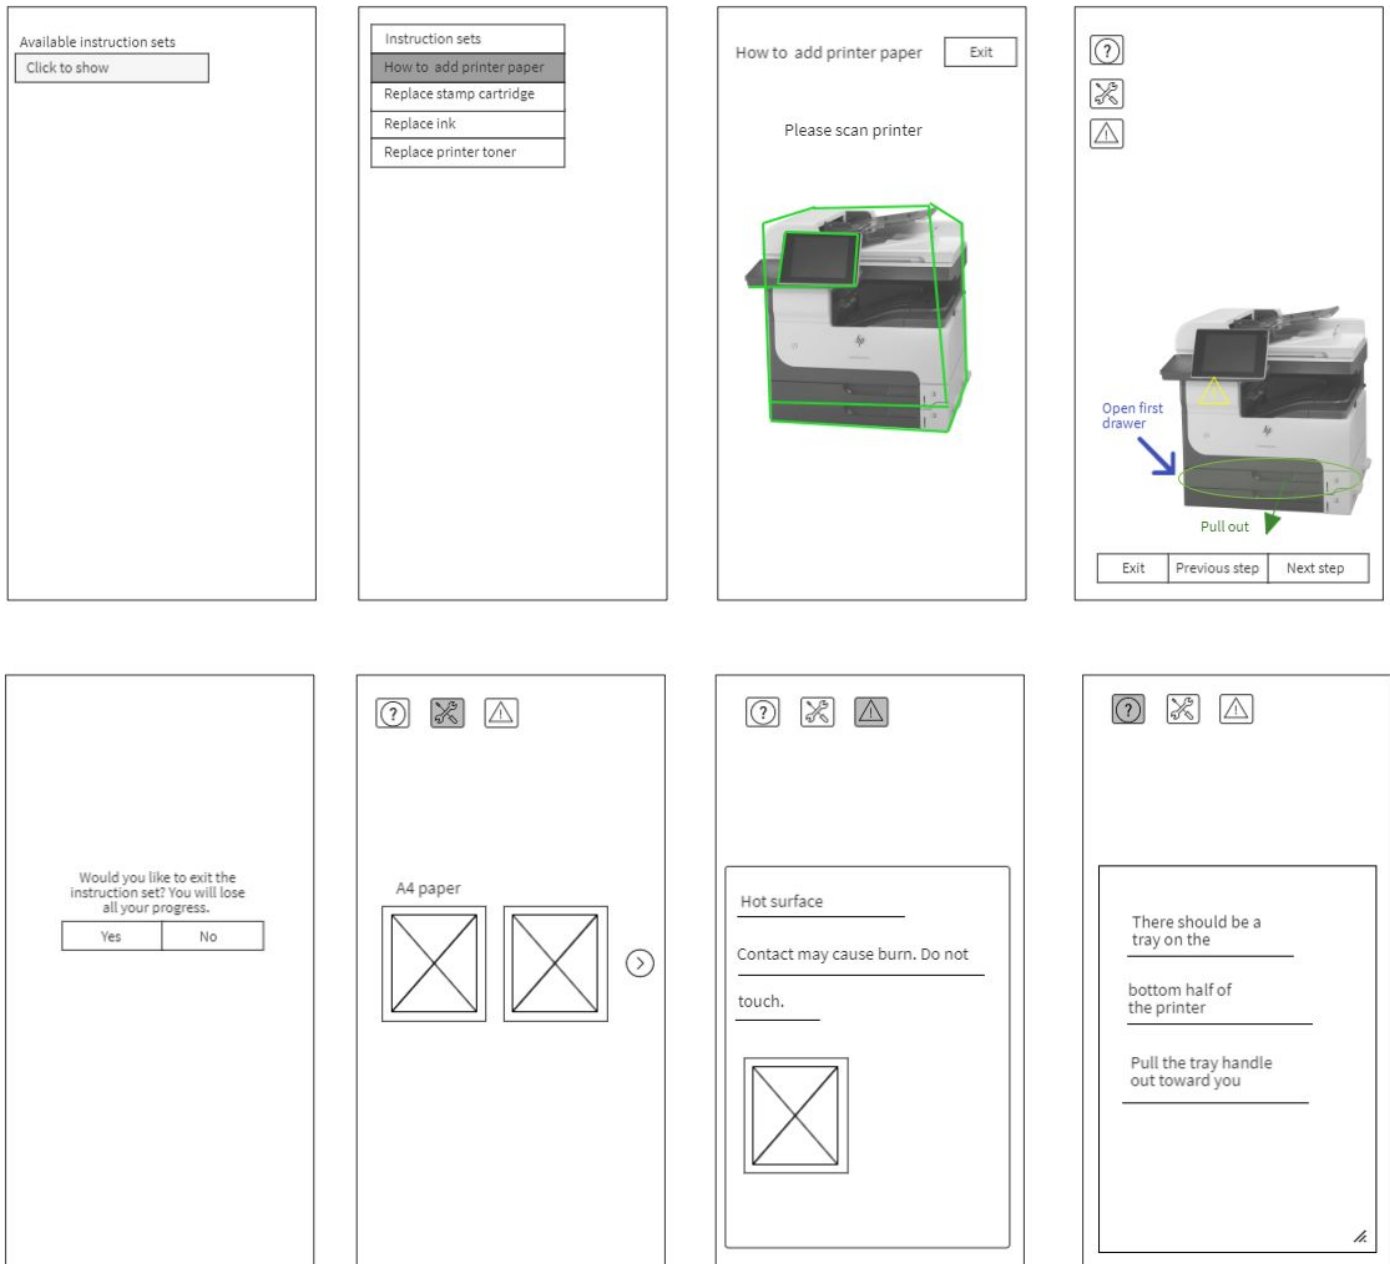 Available instruction sets
Click to show
Instruction sets
How to add printer paper
Replace stamp cartridge
Replace ink
Replace printer toner
How to add printer paper
Exit
Please scan printer
hp
?
!
!
Open first
drawer
hp
Pull out
Exit
Previous step
Next step
Would you like to exit the
instruction set? You will lose
all your progress.
Yes
No
?
!
A4 paper
?
!
Hot surface
Contact may cause burn. Do not
touch.
?
!
There should be a
tray on the
bottom half of
the printer
Pull the tray handle
out toward you